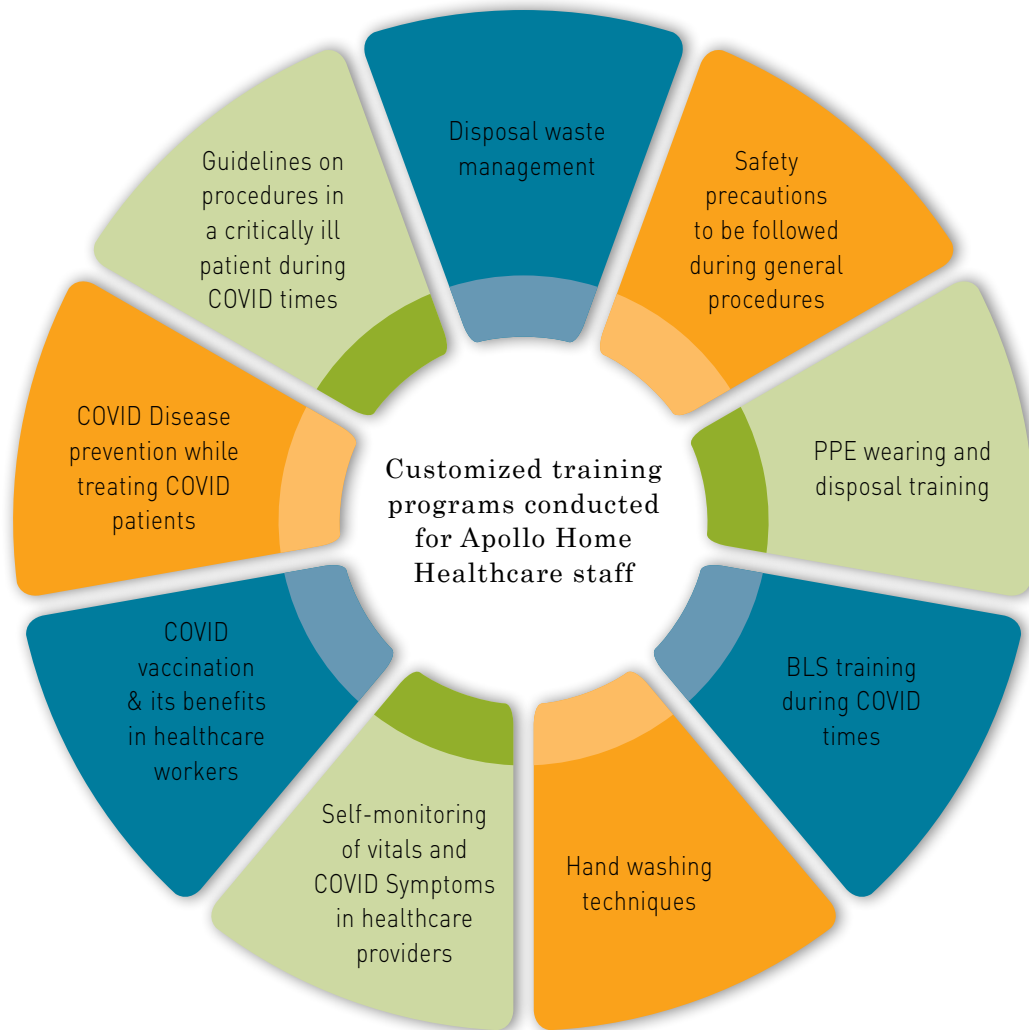 Disposal waste
management
Safety
precautions
to be followed
during general
procedures
PPE wearing and
disposal training
BLS training
during COVID
times
Hand washing
techniques
Self-monitoring
of vitals and
COVID Symptoms
in healthcare
providers
COVID
vaccination
& its benefits
in healthcare
workers
COVID Disease
prevention while
treating COVID
patients
Guidelines on
procedures in
a critically ill
patient during
COVID times
Customized training
programs conducted
for Apollo Home
Healthcare staff